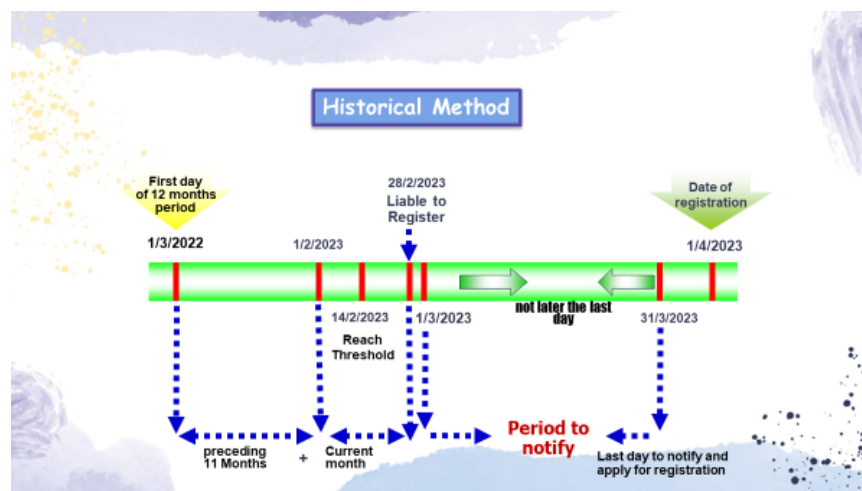 Historical Method
First day
of 12 months
period
1/3/2022
1/2/2023
28/2/2023
Liable to
Register
Date of
registration
1/4/2023
14/2/2023
Reach
Threshold
1/3/2023
not later the last
day
31/3/2023
preceding
11 Months
+
Current
month
Period to
notify
Last day to notify and
apply for registration